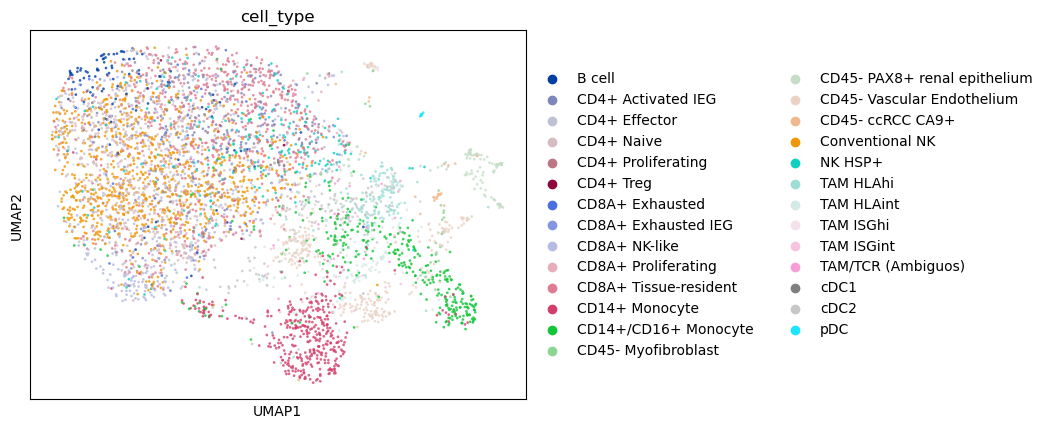 cell_type
UMAP2
UMAP1
B cell
CD4+ Activated IEG
CD4+ Effector
CD4+ Naive
CD4+ Proliferating
CD4+ Treg
CD8A+ Exhausted
CD8A+ Exhausted IEG
CD8A+ NK-like
CD8A+ Proliferating
CD8A+ Tissue-resident
CD14+ Monocyte
CD14+/CD16+ Monocyte
CD45- Myofibroblast
CD45- PAX8+ renal epithelium
CD45- Vascular Endothelium
CD45- ccRCC CA9+
Conventional NK
NK HSP+
TAM HLAhi
TAM HLAint
TAM ISGhi
TAM ISGint
TAM/TCR (Ambiguos)
cDC1
cDC2
pDC